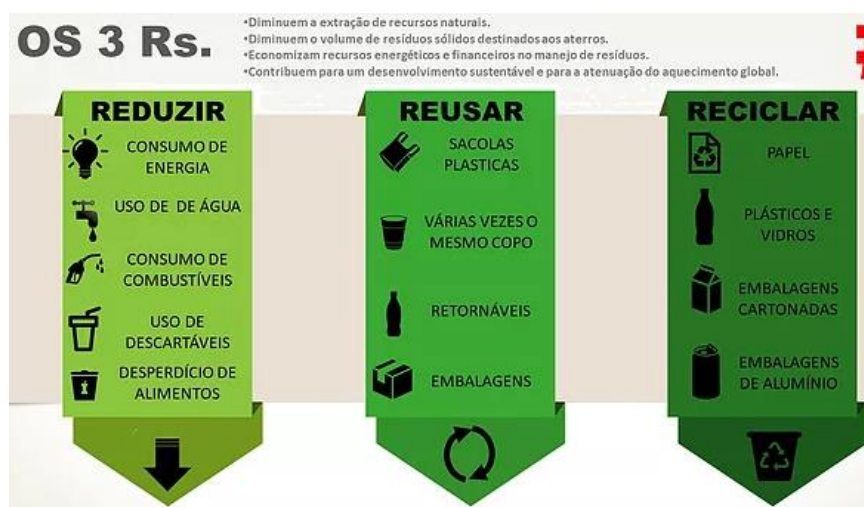 OS 3 Rs.
•Diminuem a extração de recursos naturais.
•Diminuem o volume de resíduos sólidos destinados aos aterros.
•Economizam recursos energéticos e financeiros no manejo de resíduos.
•Contribuem para um desenvolvimento sustentável e para a atenuação do aquecimento global.
REDUZIR
CONSUMO DE
ENERGIA
USO DE DE ÁGUA
CONSUMO DE
COMBUSTÍVEIS
USO DE
DESCARTÁVEIS
DESPERDÍCIO DE
ALIMENTOS
REUSAR
SACOLAS
PLASTICAS
VÁRIAS VEZES O
MESMO COPO
RETORNÁVEIS
EMBALAGENS
RECICLAR
PAPEL
PLÁSTICOS E
VIDROS
EMBALAGENS
CARTONADAS
EMBALAGENS
DE ALUMÍNIO